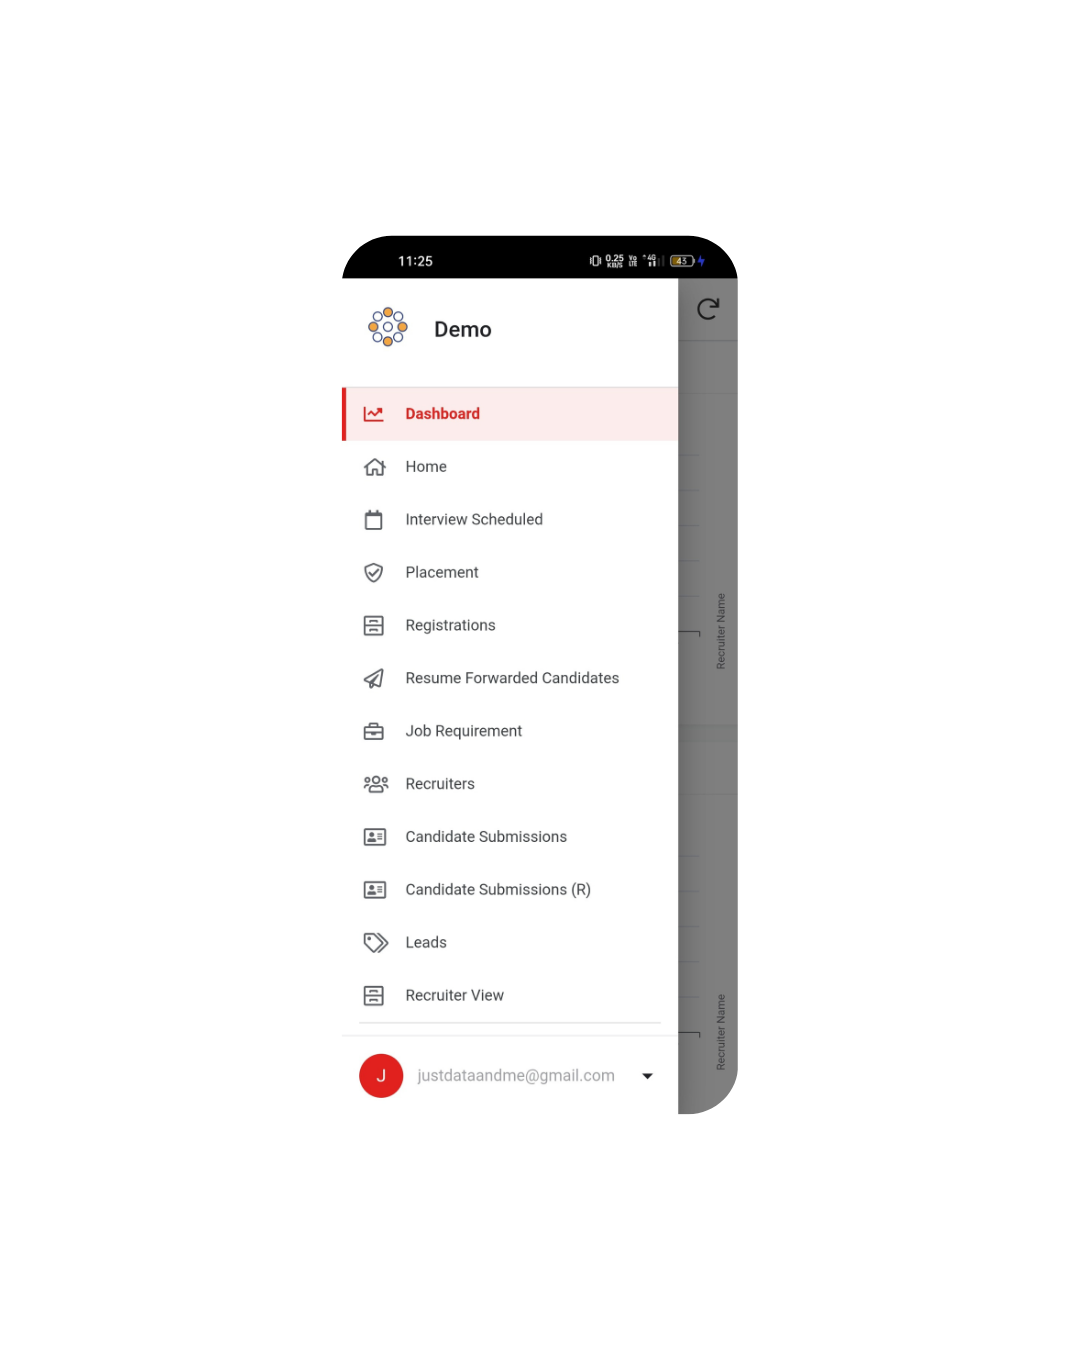 11:25
0.25 KB/S Vo LTE 4G 43
Demo
Dashboard
Home
Interview Scheduled
Placement
Registrations
Resume Forwarded Candidates
Job Requirement
Recruiters
Candidate Submissions
Candidate Submissions (R)
Leads
Recruiter View
J justdataandme@gmail.com
Recruiter Name
Recruiter Name